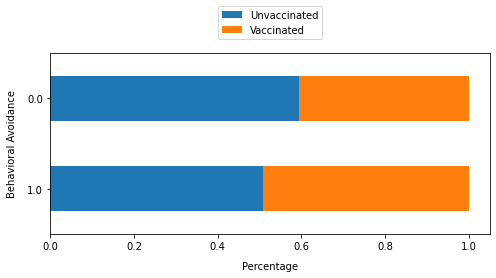 Unvaccinated
Vaccinated
Behavioral Avoidance
0.0
1.0
0.0 0.2 0.4 0.6 0.8 1.0
Percentage